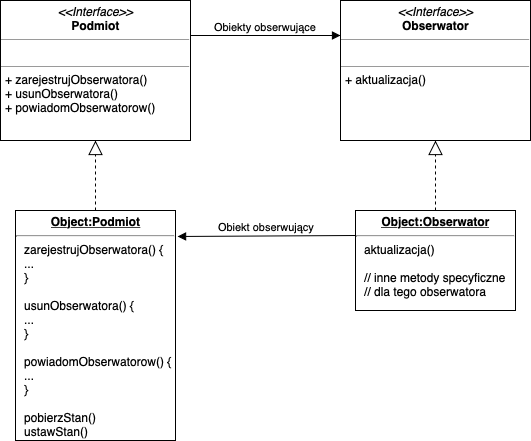 <<Interface>>
Podmiot
+ zarejestrujObserwatora()
+ usunObserwatora()
+ powiadomObserwatorow()
Obiekty obserwujące
<<Interface>>
Obserwator
+ aktualizacja()
Object:Podmiot
zarejestrujObserwatora() {
...
}
usunObserwatora() {
...
}
powiadomObserwatorow() {
...
}
pobierzStan()
ustawStan()
Obiekt obserwujący
Object:Obserwator
aktualizacja()
// inne metody specyficzne
// dla tego obserwatora